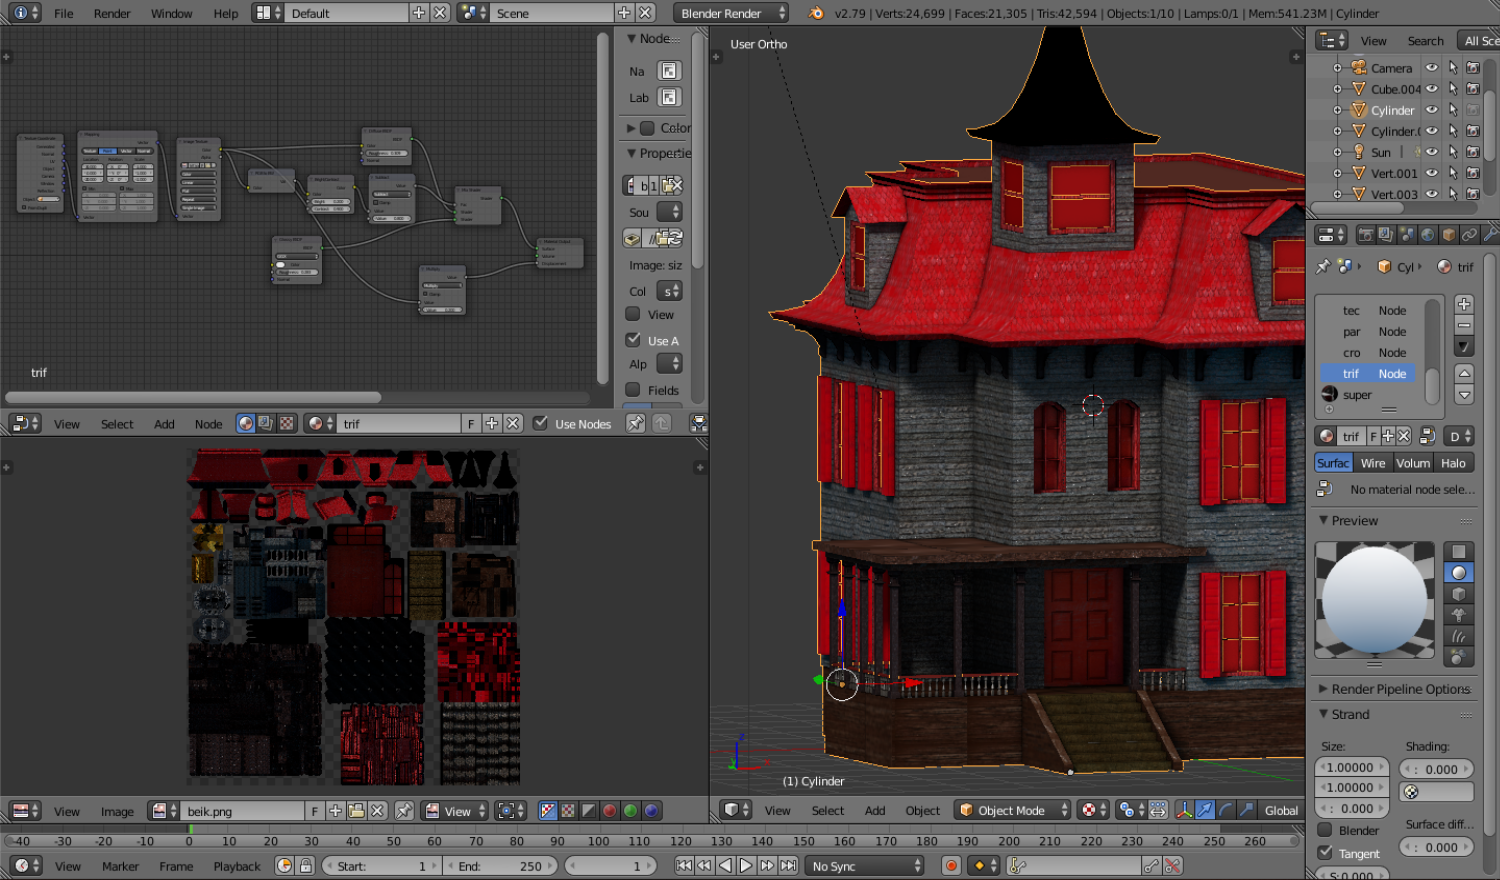 File Render Window Help Default Scene Blender Render v2.79 | Verts:24,699 | Faces:21,305 | Tris:42,594 | Objects:1/10 | Lamps:0/1 | Mem:541.23M | Cylinder
Node
Na
Lab
Color
Propertie
b 1
Sou
Image: siz
Col s
View
Use A
Alp
Fields
trif
View Select Add Node trif F Use Nodes
User Ortho
(1) Cylinder
View Search All Sce
Camera
Cube.004
Cylinder
Cylinder.
Sun
Vert.001
Vert.003
Cyl trif
tec Node
par Node
cro Node
trif Node
super
trif F D
Surfac Wire Volum Halo
No material node sele...
Preview
Render Pipeline Options
Strand
Size: Shading:
1.00000 : 0.000
1.00000
: 0.000
Blender Surface diff...
Tangent : 0.000
S: 0.000
View Image beik.png F View
View Select Add Object Object Mode Global
-40 -30 -20 -10 0 10 20 30 40 50 60 70 80 90 100 110 120 130 140 150 160 170 180 190 200 210 220 230 240 250 260
View Marker Frame Playback Start: 1 End: 250 1 No Sync